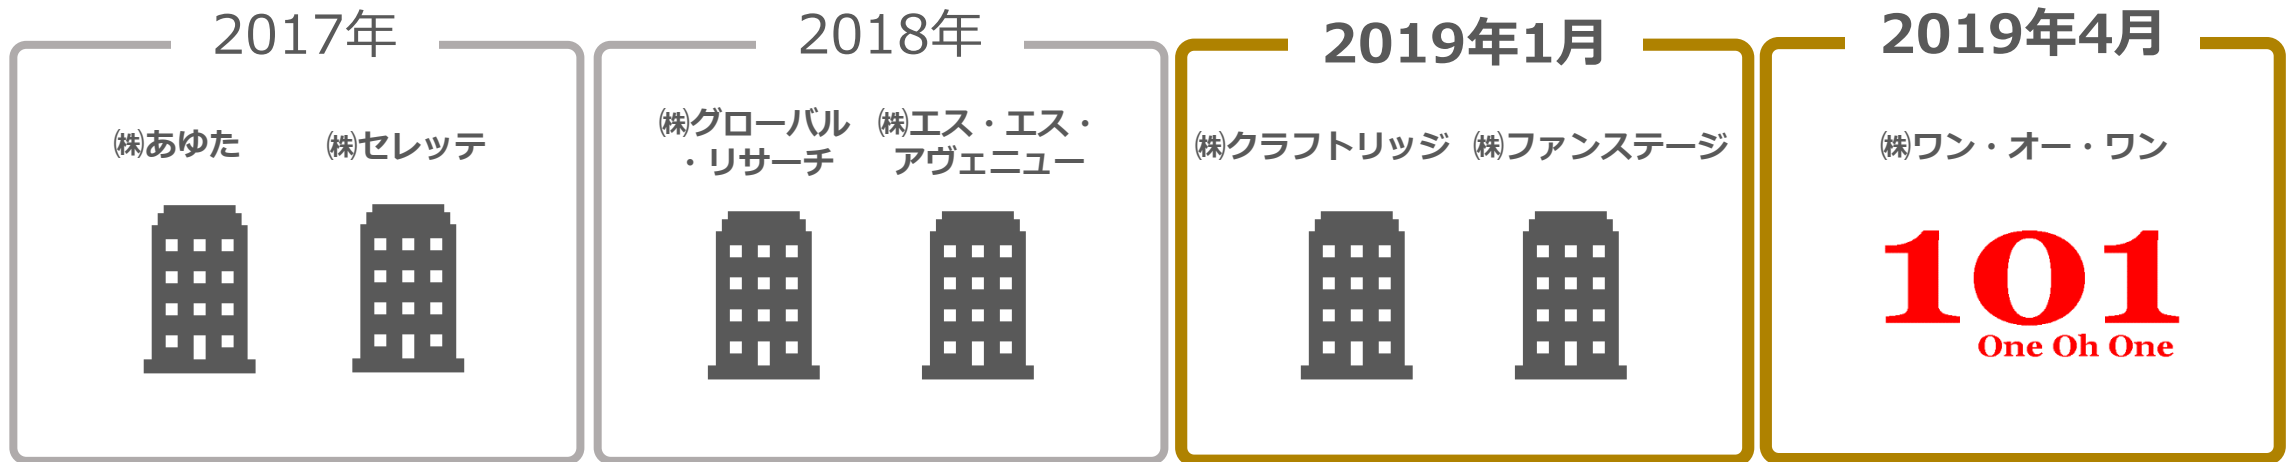 2017年
㈱あゆた
㈱セレッテ
2018年
㈱グローバル
・リサーチ
㈱エス・エス・
アヴェニュー
2019年1月
㈱クラフトリッジ
㈱ファンステージ
2019年4月
㈱ワン・オー・ワン
101
One Oh One